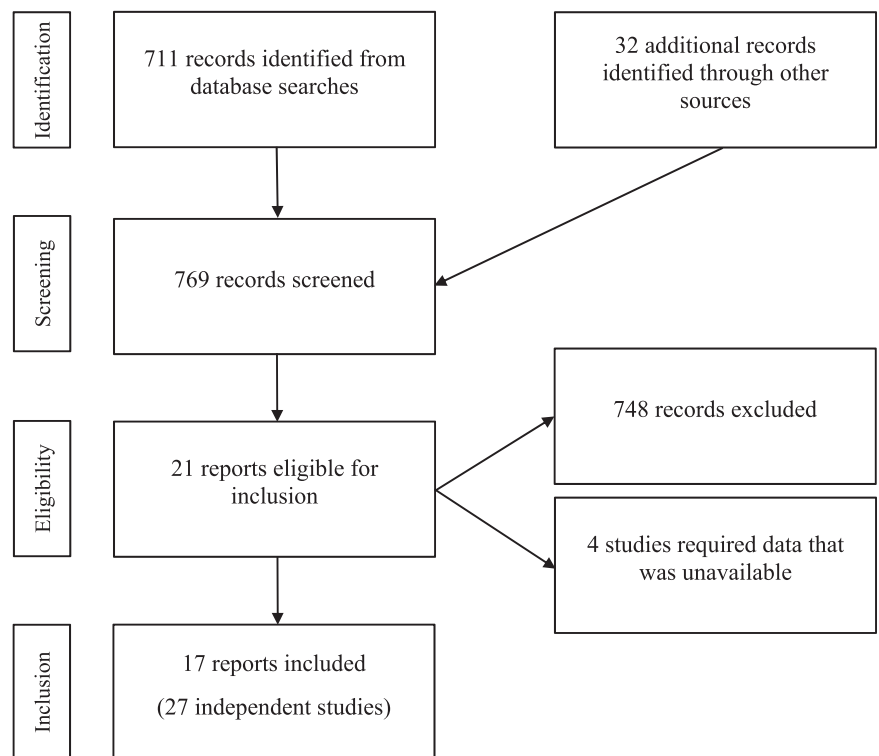 Identification
711 records identified from
database searches
32 additional records
identified through other
sources
Screening
769 records screened
Eligibility
21 reports eligible for
inclusion
748 records excluded
4 studies required data that
was unavailable
Inclusion
17 reports included
(27 independent studies)